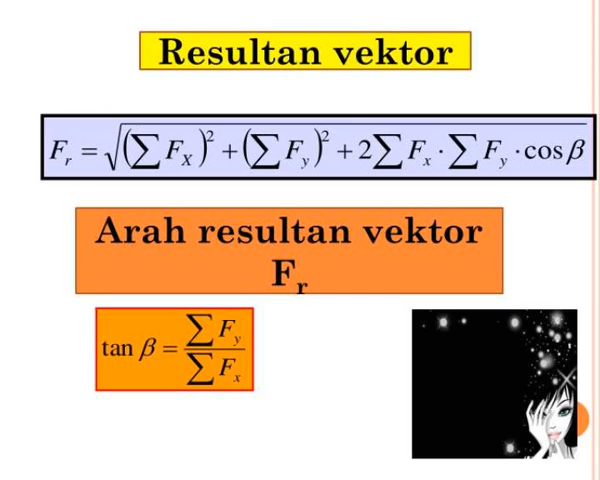 Resultan vektor
F_r = √((∑ F_X)² + (∑ F_y)² + 2∑ F_x · ∑ F_y · cos β)
Arah resultan vektor
F_r
tan β = ∑ F_y / ∑ F_x